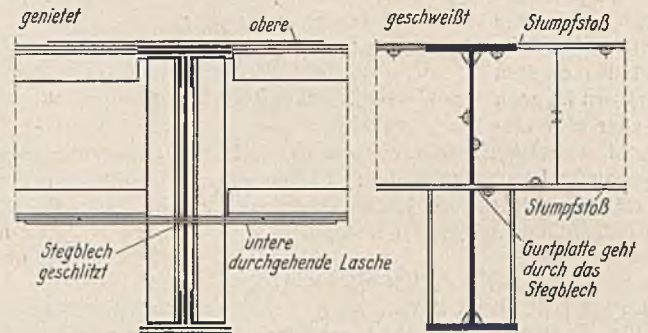 genietet
obere
Stegblech
geschlitzt
untere
durchgehende Lasche
geschweißt
Stumpfstoß
Stumpfstoß
Gurtplatte geht
durch das
Stegblech